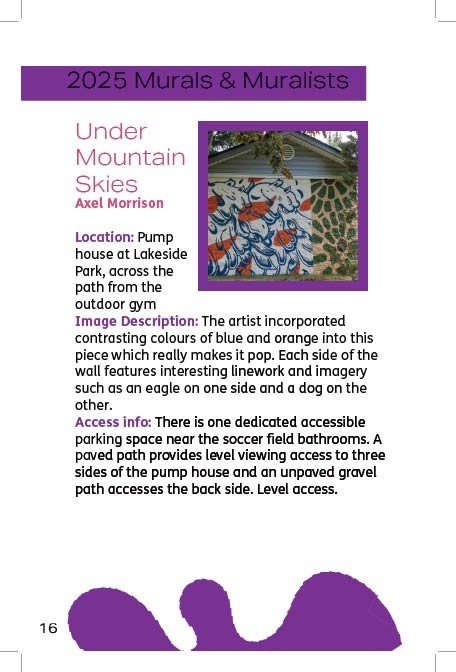 2025 Murals & Muralists
Under
Mountain
Skies
Axel Morrison
Location: Pump
house at Lakeside
Park, across the
path from the
outdoor gym
Image Description: The artist incorporated
contrasting colours of blue and orange into this
piece which really makes it pop. Each side of the
wall features interesting linework and imagery
such as an eagle on one side and a dog on the
other.
Access info: There is one dedicated accessible
parking space near the soccer field bathrooms. A
paved path provides level viewing access to three
sides of the pump house and an unpaved gravel
path accesses the back side. Level access.
16